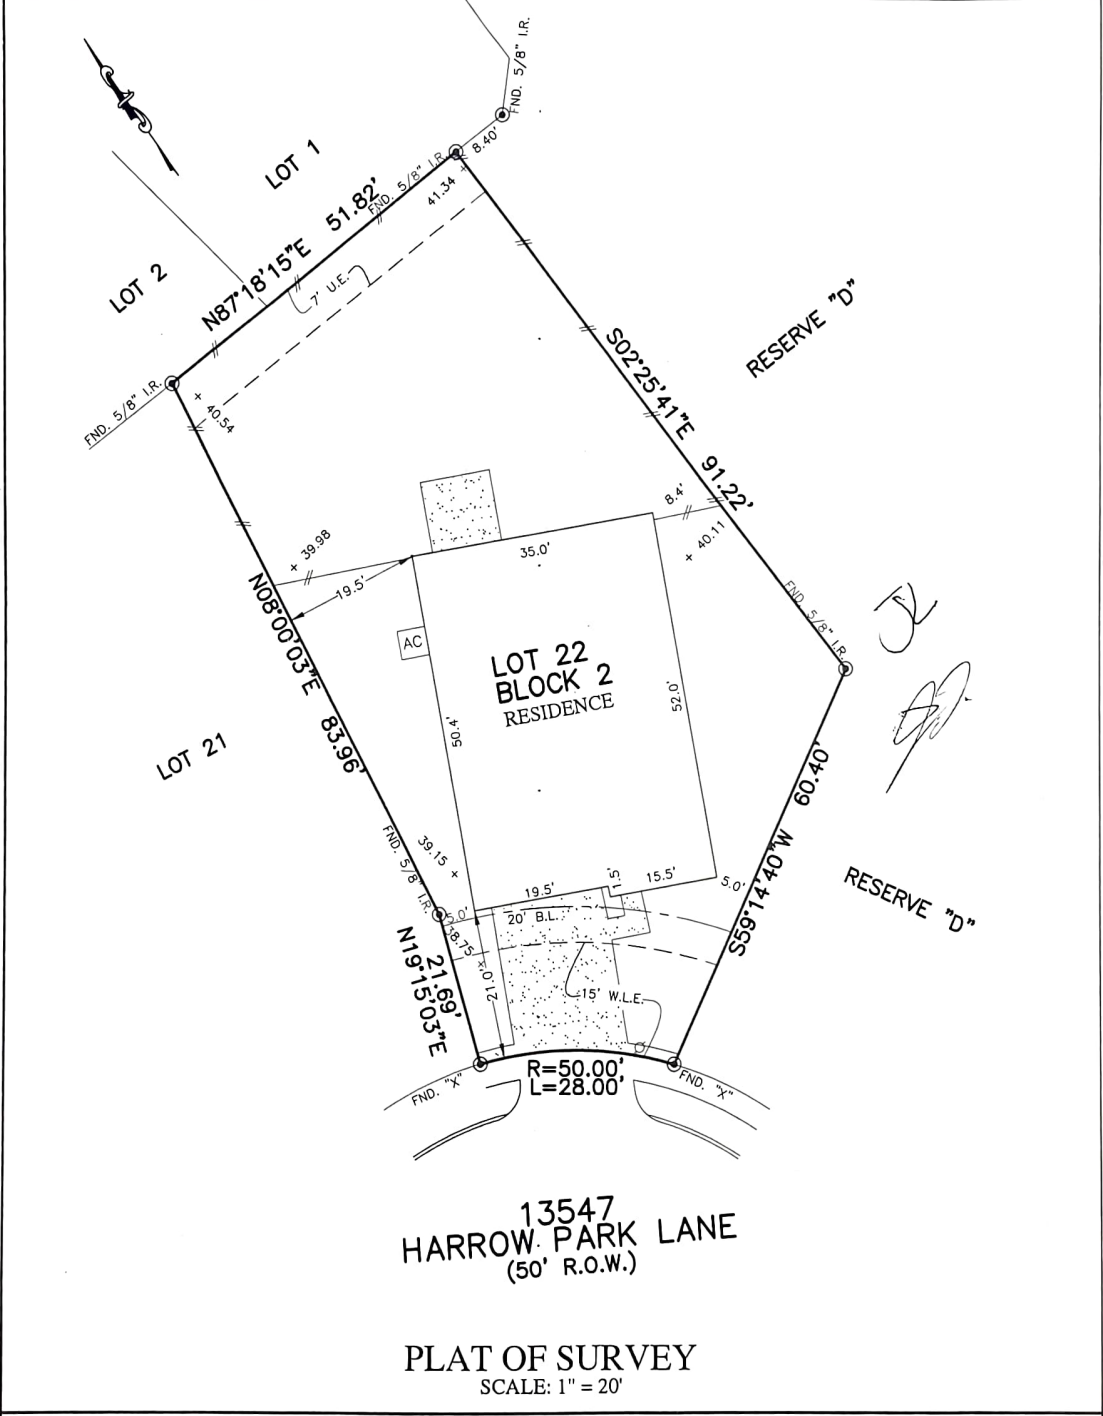 FND. 5/8" I.R.
8.40'
LOT 1
FND. 5/8" I.R.
41.34
N87°18'15"E 51.82'
LOT 2
7' U.E.
RESERVE "D"
S02°25'41"E 91.22'
FND. 5/8" I.R.
40.54
8.4'
40.11
39.98
35.0'
19.5'
FND. 5/8" I.R.
N08°00'03"E 83.96'
AC
LOT 22
BLOCK 2
RESIDENCE
52.0'
50.4'
LOT 21
S59°14'40"W 60.40'
RESERVE "D"
FND. 5/8" I.R.
39.15
19.5'
1.5'
15.5'
5.0'
5.0'
20' B.L.
38.75
21.0'
N19°15'03"E
21.69'
15' W.L.E.
R=50.00',
L=28.00'
FND. "X"
FND. "X"
13547
HARROW PARK LANE
(50' R.O.W.)
PLAT OF SURVEY
SCALE: 1" = 20'